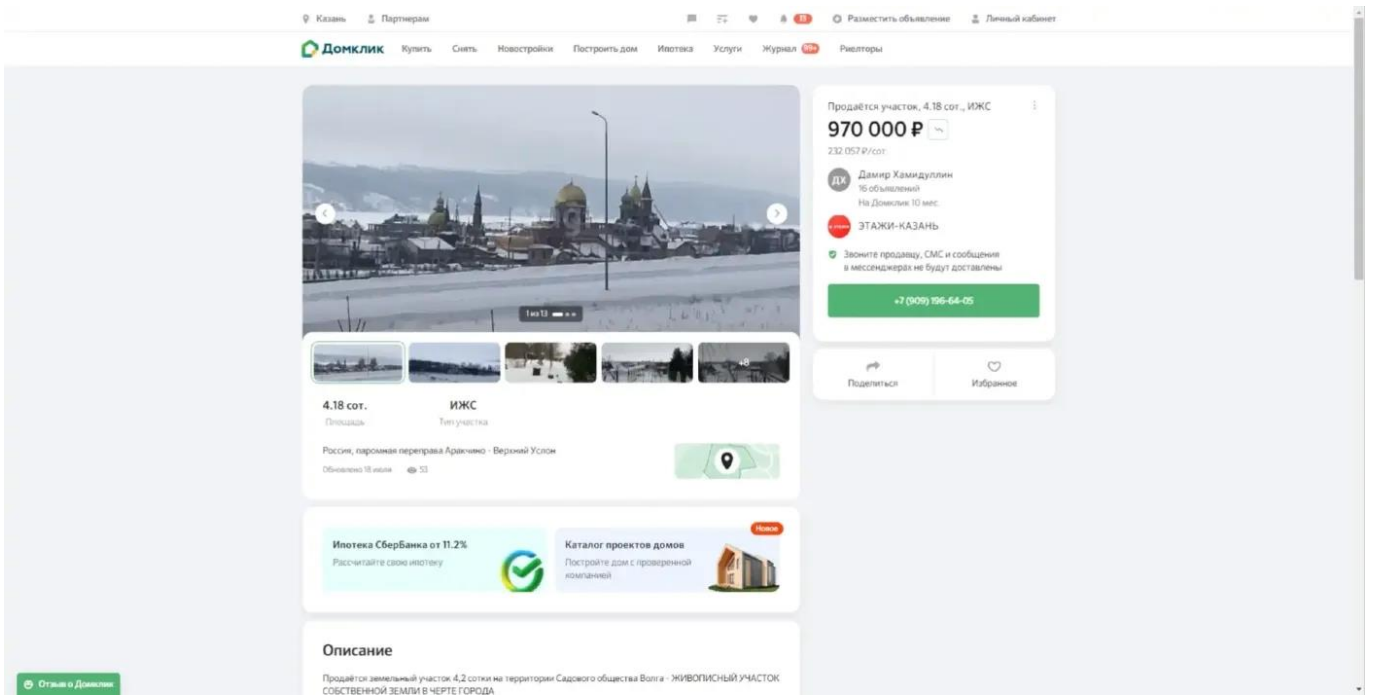 Казань Партнерам 11 Разместить объявление Личный кабинет
Домклик Купить Снять Новостройки Построить дом Ипотека Услуги Журнал 99+ Риелторы
Продаётся участок, 4.18 сот., ИЖС
970 000 ₽
232 057 ₽/сот
ДХ
Дамир Хамидуллин
16 объявлений
На Домклик 10 мес.
ЭТАЖИ-КАЗАНЬ
Звоните продавцу, СМС и сообщения
в мессенджерах не будут доставлены
+7 (909) 196-64-05
Поделиться Избранное
1 из 13
+8
4.18 сот. ИЖС
Площадь Тип участка
Россия, паромная переправа Аракчино - Верхний Услон
Обновлено 18 июля 53
Новое
Ипотека СберБанка от 11.2%
Рассчитайте свою ипотеку
Каталог проектов домов
Постройте дом с проверенной
компанией
Описание
Продаётся земельный участок 4,2 сотки на территории Садового общества Волга - ЖИВОПИСНЫЙ УЧАСТОК
СОБСТВЕННОЙ ЗЕМЛИ В ЧЕРТЕ ГОРОДА
Отзыв о Домклик